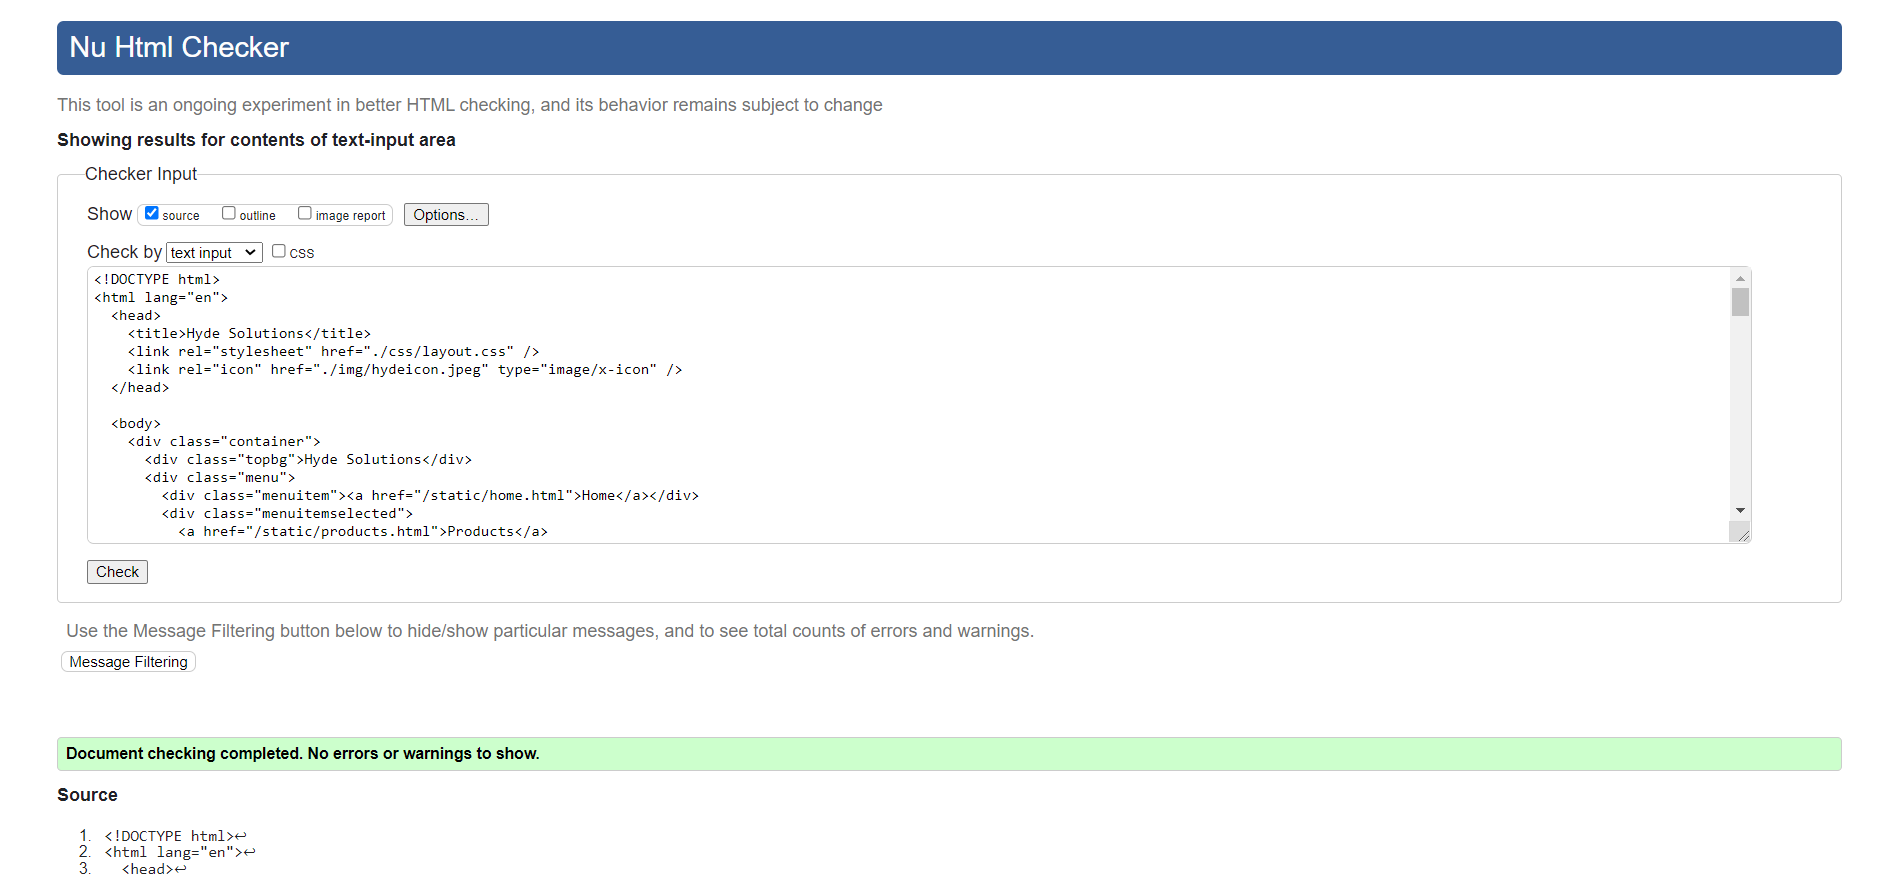 Nu Html Checker
This tool is an ongoing experiment in better HTML checking, and its behavior remains subject to change
Showing results for contents of text-input area
Checker Input
Show source outline image report Options...
Check by text input css
<!DOCTYPE html>
<html lang="en">
  <head>
    <title>Hyde Solutions</title>
    <link rel="stylesheet" href="./css/layout.css" />
    <link rel="icon" href="./img/hydeicon.jpeg" type="image/x-icon" />
  </head>
  <body>
    <div class="container">
      <div class="topbg">Hyde Solutions</div>
      <div class="menu">
        <div class="menuitem"><a href="/static/home.html">Home</a></div>
        <div class="menuitemselected">
          <a href="/static/products.html">Products</a>
Check
Use the Message Filtering button below to hide/show particular messages, and to see total counts of errors and warnings.
Message Filtering
Document checking completed. No errors or warnings to show.
Source
1. <!DOCTYPE html>↩
2. <html lang="en">↩
3.   <head>↩